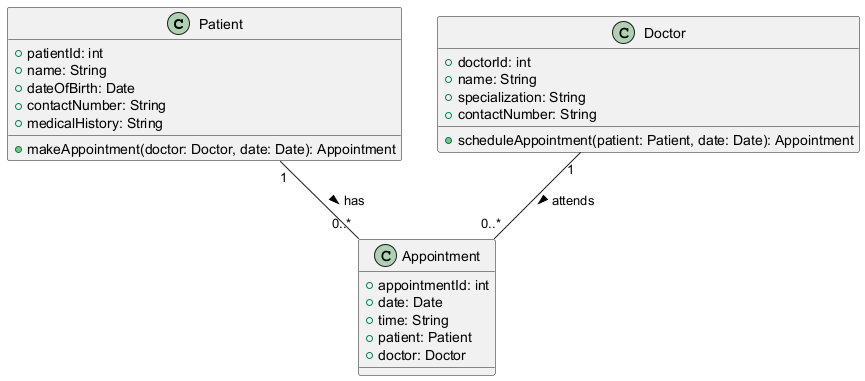 C Patient
+ patientId: int
+ name: String
+ dateOfBirth: Date
+ contactNumber: String
+ medicalHistory: String
+ makeAppointment(doctor: Doctor, date: Date): Appointment
C Doctor
doctorId: int
name: String
specialization: String
contactNumber: String
scheduleAppointment(patient: Patient, date: Date): Appointment
1
has
0..*
1
attends
0..*
C Appointment
appointmentId: int
date: Date
time: String
patient: Patient
doctor: Doctor